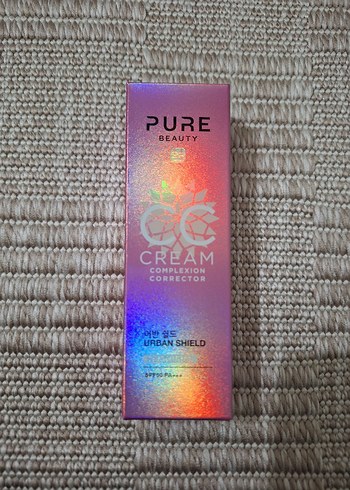 PURE
BEAUTY
CC
CREAM
COMPLEXION
CORRECTOR
어반 쉴드
URBAN SHIELD